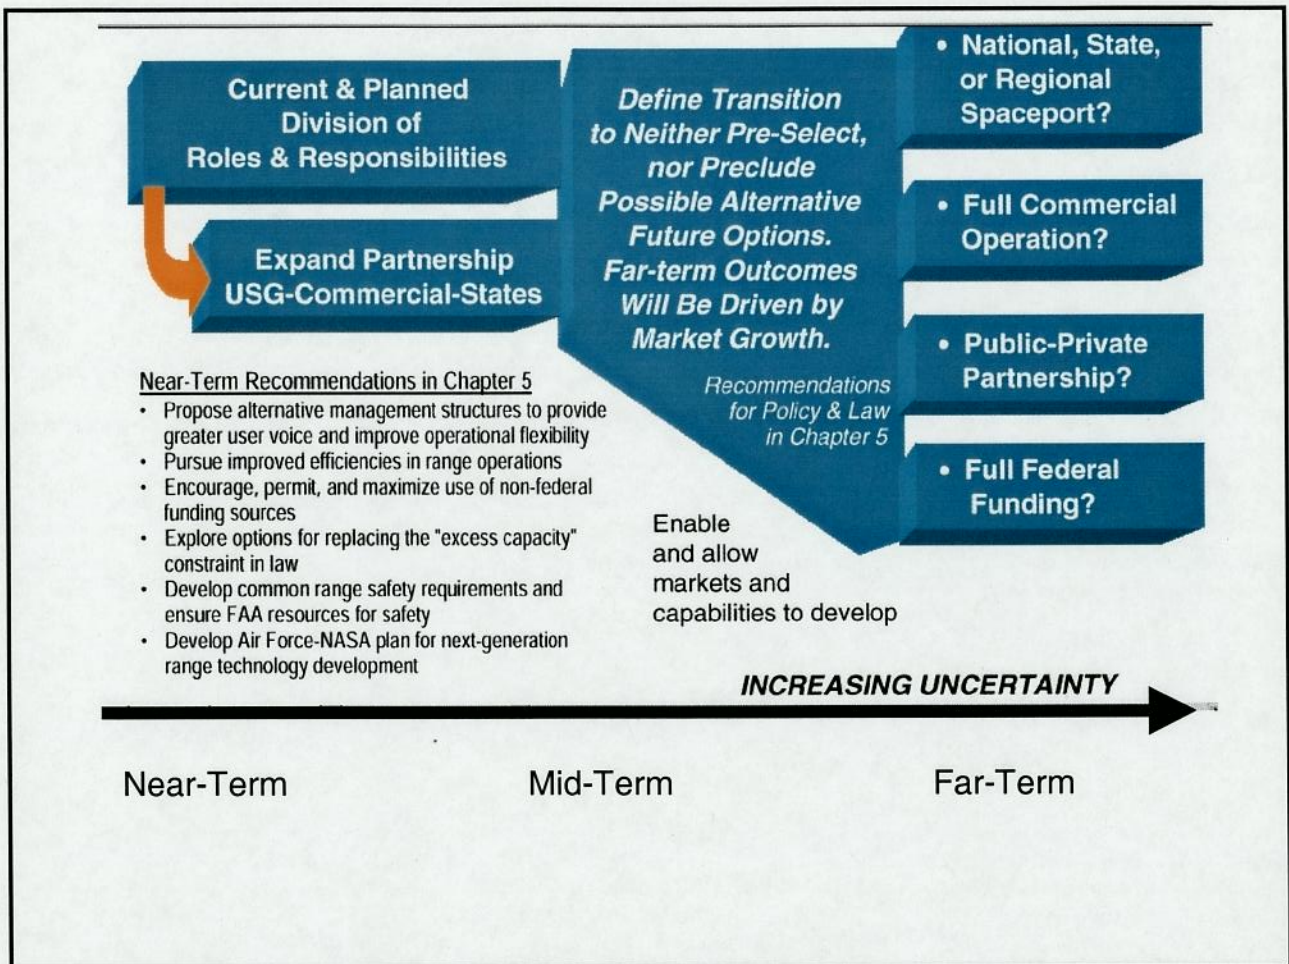 Current & Planned
Division of
Roles & Responsibilities
Expand Partnership
USG-Commercial-States
Define Transition
to Neither Pre-Select,
nor Preclude
Possible Alternative
Future Options.
Far-term Outcomes
Will Be Driven by
Market Growth.
Recommendations
for Policy & Law
in Chapter 5
• National, State,
or Regional
Spaceport?
• Full Commercial
Operation?
• Public-Private
Partnership?
• Full Federal
Funding?
Near-Term Recommendations in Chapter 5
• Propose alternative management structures to provide
greater user voice and improve operational flexibility
• Pursue improved efficiencies in range operations
• Encourage, permit, and maximize use of non-federal
funding sources
• Explore options for replacing the "excess capacity"
constraint in law
• Develop common range safety requirements and
ensure FAA resources for safety
• Develop Air Force-NASA plan for next-generation
range technology development
Enable
and allow
markets and
capabilities to develop
INCREASING UNCERTAINTY
Near-Term
Mid-Term
Far-Term